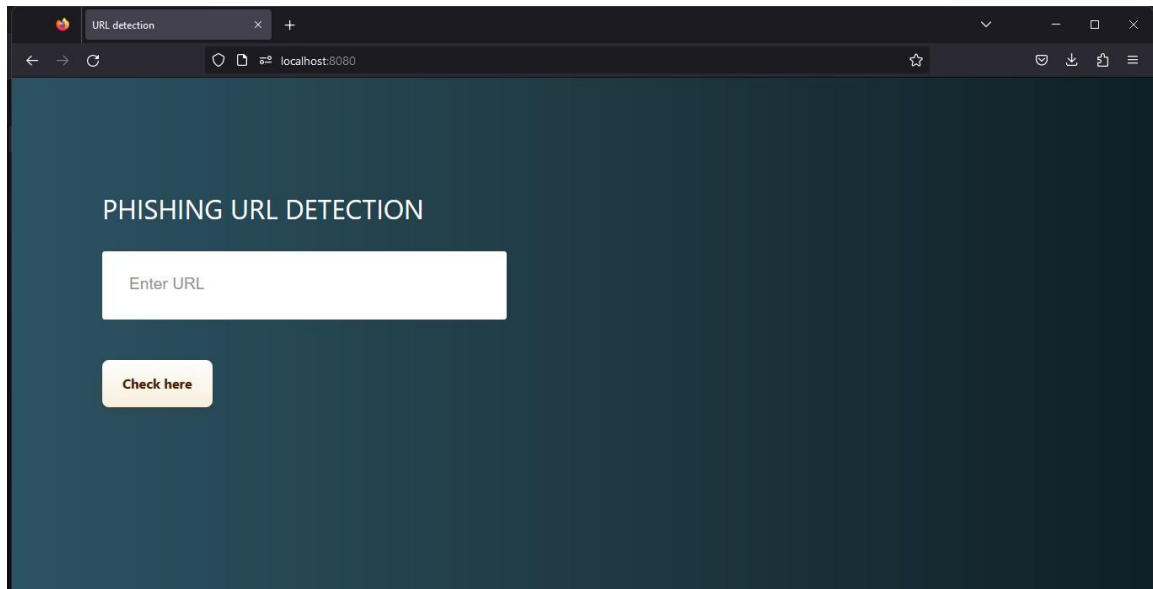 URL detection
localhost:8080
PHISHING URL DETECTION
Enter URL
Check here